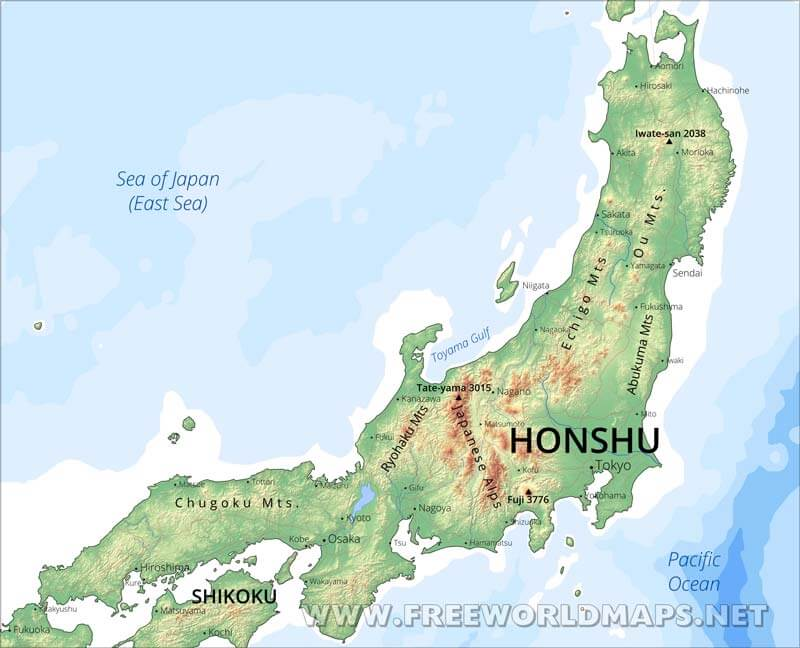 Aomori
Hirosaki
Hachinohe
Iwate-san 2038
Akita
Morioka
Sea of Japan
(East Sea)
Sakata
Tsuruoka
Ou Mts.
Yamagata
Sendai
Niigata
Echigo Mts.
Fukushima
Nagaoka
Toyama Gulf
Abukuma Mts
Iwaki
Tate-yama 3015
Nagano
Kanazawa
Mito
Matsumoto
Ryohaku Mts
Japanese Alps
HONSHU
Tokyo
Kofu
Fuji 3776
Yokohama
Tottori
Chugoku Mts.
Gifu
Nagoya
Kyoto
Shizuoka
Kobe
Osaka
Tsu
Hamamatsu
Hiroshima
Kure
Wakayama
Pacific
Ocean
SHIKOKU
Matsuyama
Kochi
Fukuoka
WWW.FREEWORLDMAPS.NET